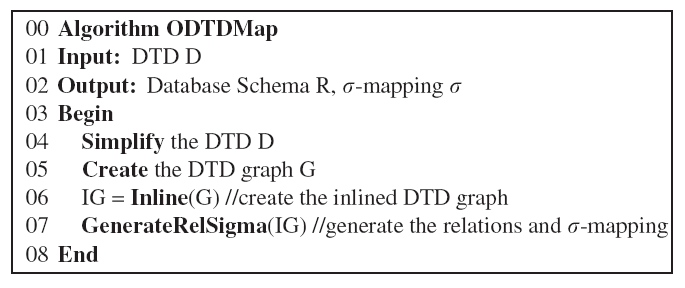 00 Algorithm ODTDMap
01 Input: DTD D
02 Output: Database Schema R, σ-mapping σ
03 Begin
04 Simplify the DTD D
05 Create the DTD graph G
06 IG = Inline(G) //create the inlined DTD graph
07 GenerateRelSigma(IG) //generate the relations and σ-mapping
08 End